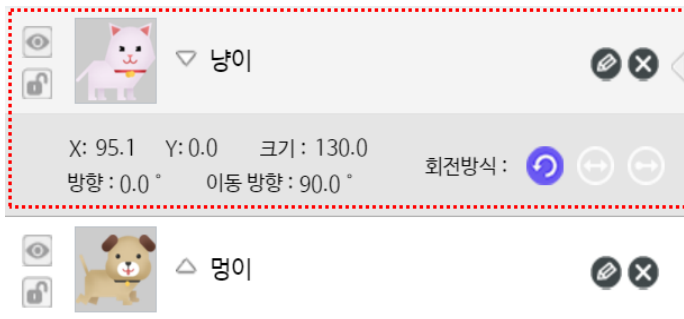 냥이
X: 95.1 Y: 0.0 크기 : 130.0
방향 : 0.0 ° 이동 방향 : 90.0 ° 회전방식 :
멍이